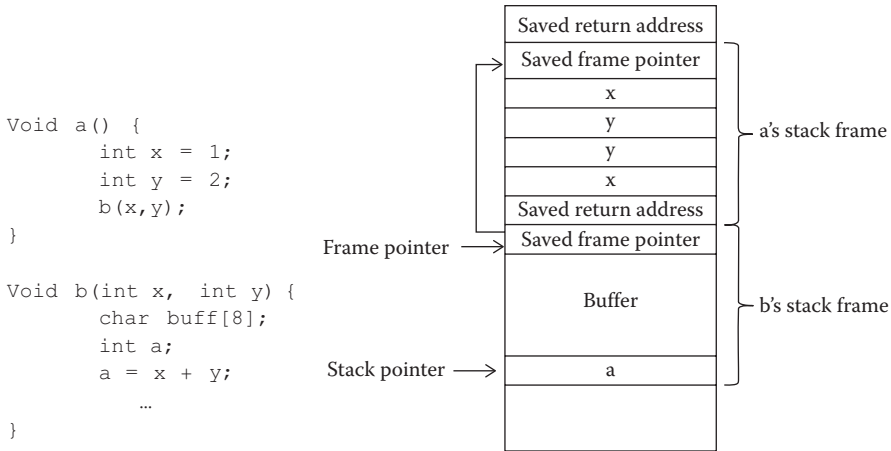 Void a() {
int x = 1;
int y = 2;
b(x,y);
}
Void b(int x, int y) {
char buff[8];
int a;
a = x + y;
…
}
Saved return address
Saved frame pointer
x
y
y
x
Saved return address
Saved frame pointer
Buffer
a
Frame pointer
Stack pointer
a's stack frame
b's stack frame